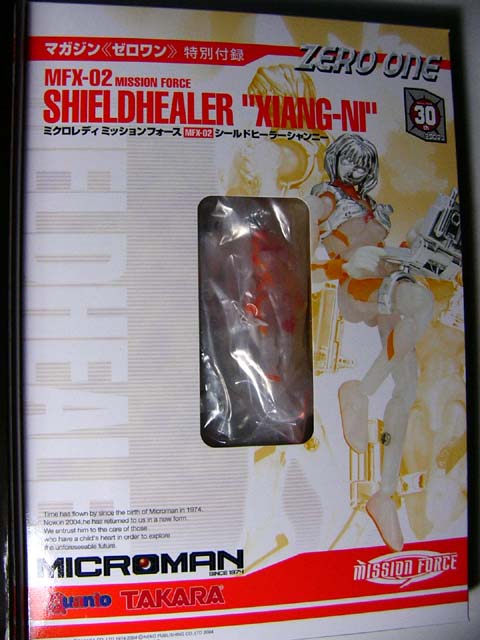 マガジン《ゼロワン》特別付録
ZERO ONE
MFX-02 MISSION FORCE
SHIELDHEALER "XIANG-NI"
ミクロレディ ミッションフォース MFX-02 シールドヒーラーシャンニー
30
th
Time has flown by since the birth of Microman in 1974.
Now,in 2004,he has returned to us in a new form.
We entrust him to the care of those
who have a child's heart in order to explore
the unforeseeable future.
MICROMAN
SINCE 1974
TAKARA
MISSION FORCE